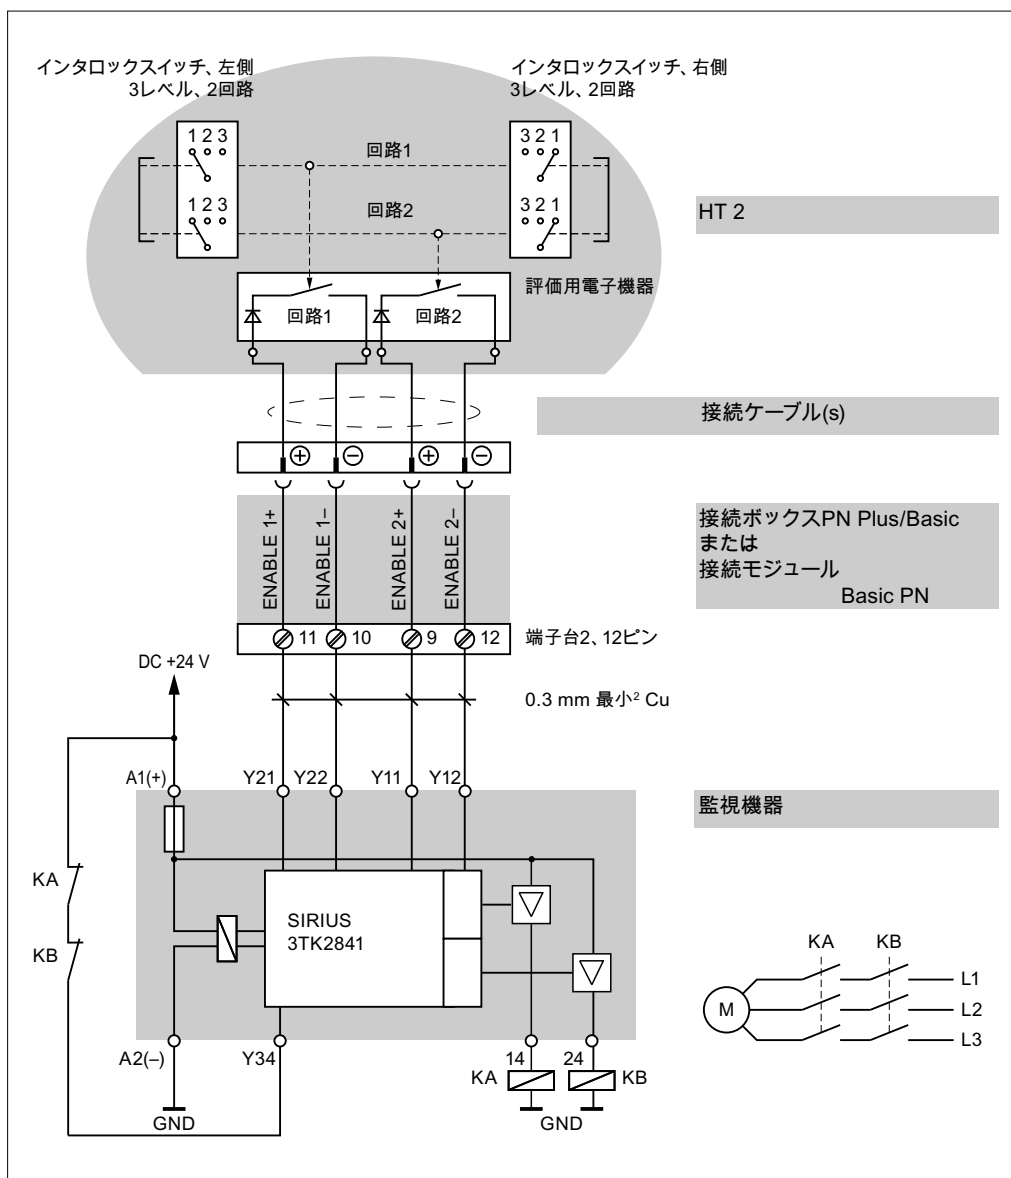 インタロックスイッチ、左側
3レベル、2回路
インタロックスイッチ、右側
3レベル、2回路
1 2 3
3 2 1
回路1
1 2 3
3 2 1
回路2
HT 2
評価用電子機器
回路1
回路2
接続ケーブル(s)
+
−
+
−
ENABLE 1+
ENABLE 1−
ENABLE 2+
ENABLE 2−
接続ボックスPN Plus/Basic
または
接続モジュール
Basic PN
11
10
9
12
端子台2、12ピン
DC +24 V
0.3 mm 最小² Cu
A1(+)
Y21
Y22
Y11
Y12
監視機器
KA
KB
SIRIUS
3TK2841
KA
KB
M
L1
L2
L3
A2(–)
Y34
14
24
KA
KB
GND
GND